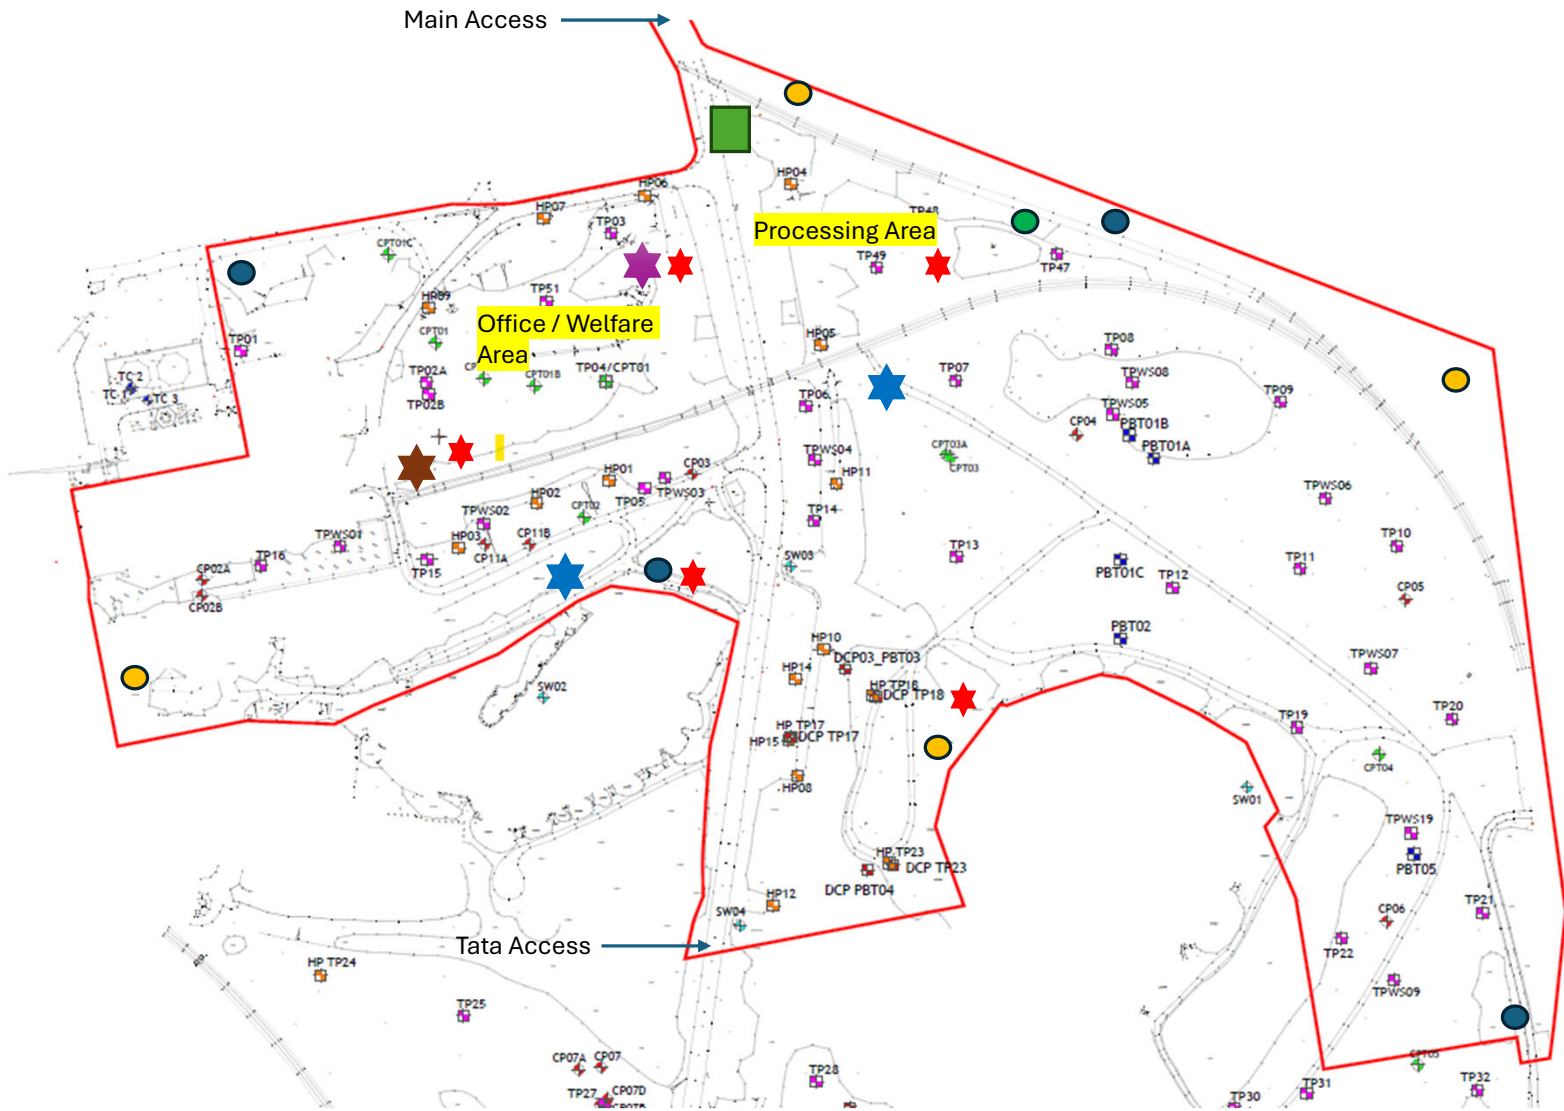 Main Access
HP04
HP06
HP07
TP03
TP48
Processing Area
CPT01C
TP49
TP47
HP09
TP51
Office / Welfare
Area
TP01
CPT01
HP05
TP08
TP02A
CPT01B
TP04/CPT01
TP07
TPWS08
TC 2
TC 1
TC 3
TP02B
TP06
TPWS05
TP09
CP04
PBT01B
PBT01A
CPT03A
CPT03
TPWS04
HP11
HP01
CP03
TPWS03
TP05
HP02
CPT02
TPWS06
TPWS02
TP14
TPWS01
HP03
CP11B
CP11A
TP10
TP16
TP15
SW03
TP13
PBT01C
TP11
TP12
CP02A
CP02B
CP05
PBT02
HP10
DCP03_PBT03
HP14
HP TP18
DCP TP18
TPWS07
SW02
TP20
TP19
HP TP17
HP15
DCP TP17
HP08
CPT04
SW01
TPWS19
PBT05
HP TP23
DCP TP23
DCP PBT04
HP12
SW04
CP06
TP21
Tata Access
TP22
HP TP24
TPWS09
TP25
CP07A
CP07
CPT05
TP28
TP27
CP07D
CP07B
TP31
TP32
TP30